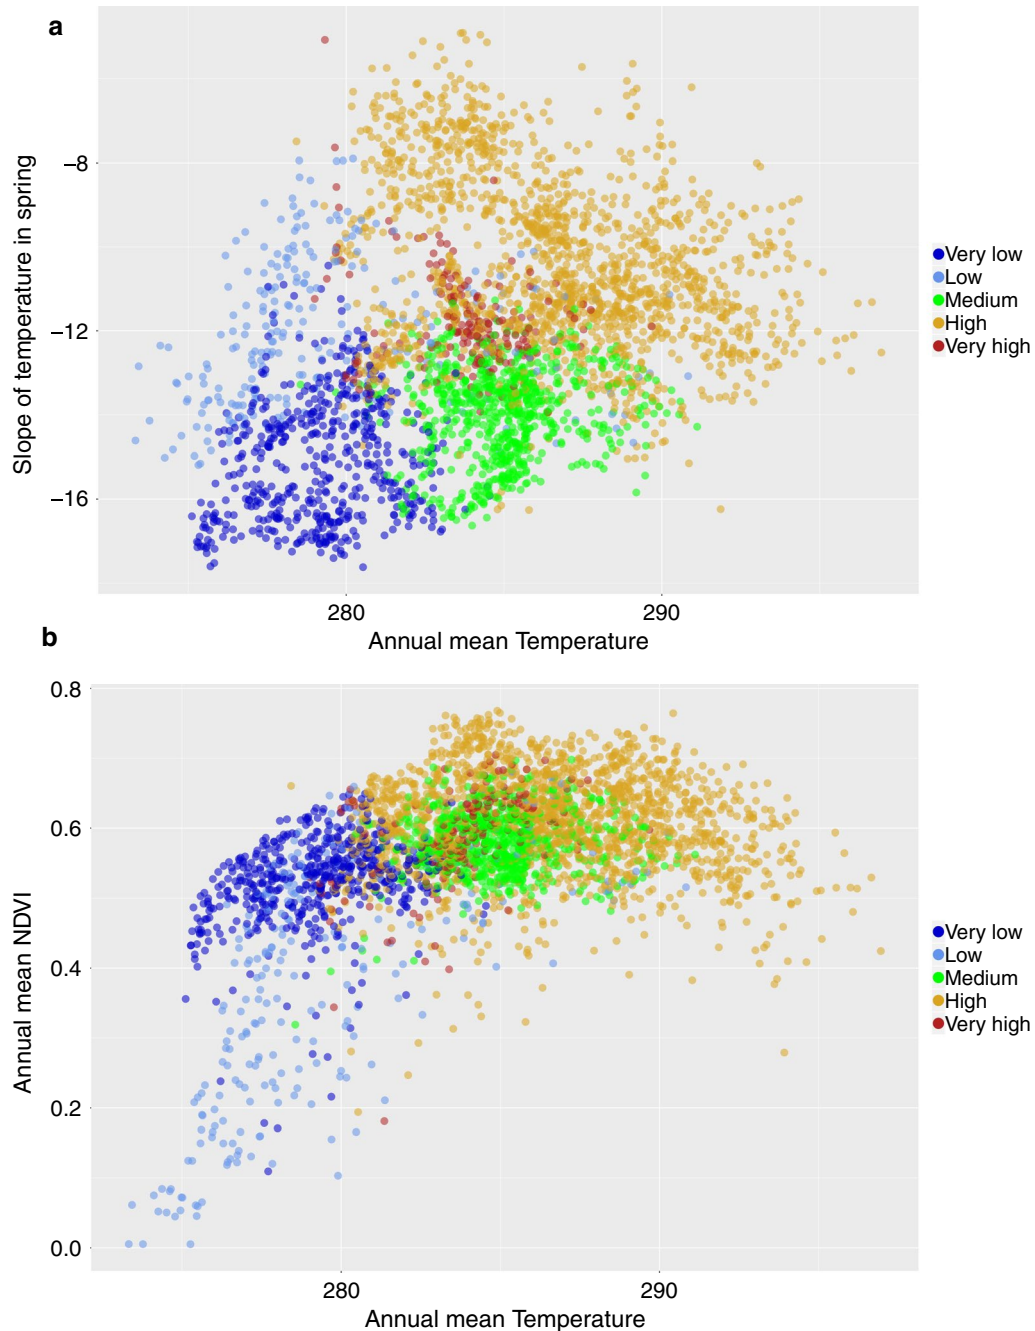 a
Slope of temperature in spring
−8
−12
−16
280
290
Annual mean Temperature
Very low
Low
Medium
High
Very high
b
Annual mean NDVI
0.8
0.6
0.4
0.2
0.0
280
290
Annual mean Temperature
Very low
Low
Medium
High
Very high